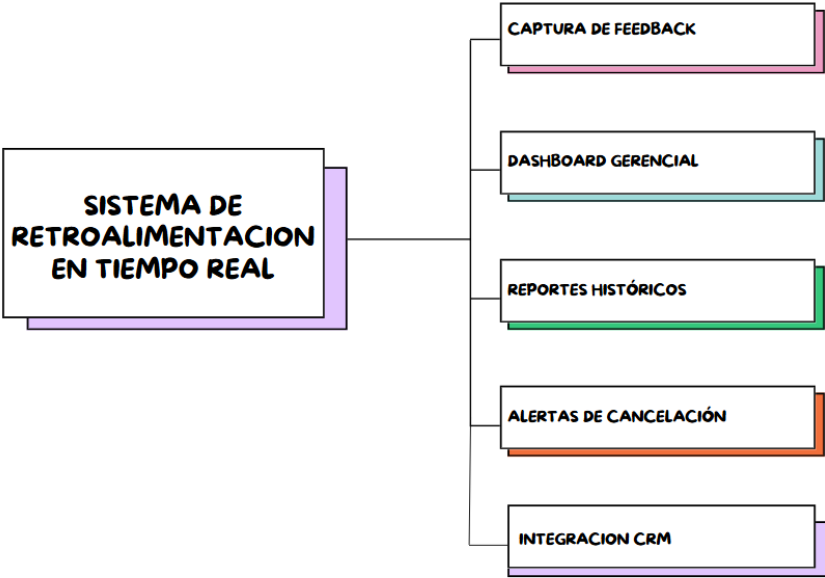 CAPTURA DE FEEDBACK
DASHBOARD GERENCIAL
SISTEMA DE
RETROALIMENTACION
EN TIEMPO REAL
REPORTES HISTÓRICOS
ALERTAS DE CANCELACIÓN
INTEGRACION CRM